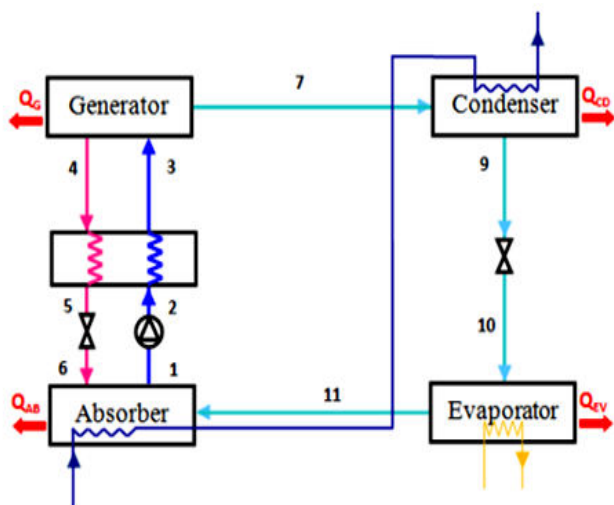 7
Q_G
Generator
Condenser
Q_CD
4
3
9
5
2
10
6
1
11
Q_AB
Absorber
Evaporator
Q_EV